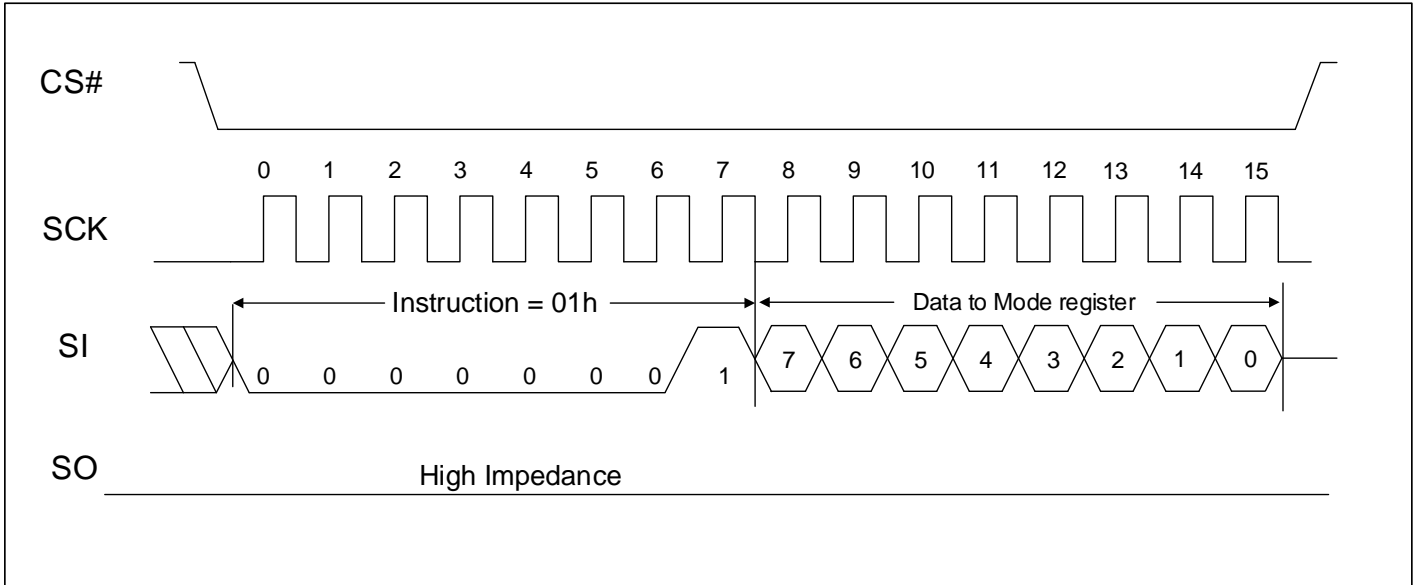 CS#
0 1 2 3 4 5 6 7 8 9 10 11 12 13 14 15
SCK
Instruction = 01h Data to Mode register
SI
0 0 0 0 0 0 0 1 7 6 5 4 3 2 1 0
SO
High Impedance